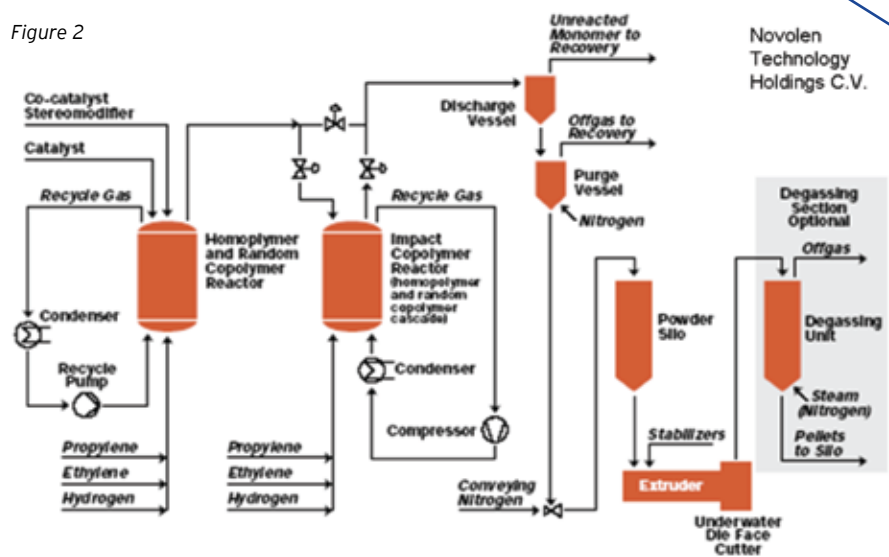 Figure 2
Novolen
Technology
Holdings C.V.
Unreacted
Monomer to
Recovery
Discharge
Vessel
Offgas to
Recovery
Purge
Vessel
Nitrogen
Co-catalyst
Stereomodifier
Catalyst
Recycle Gas
Homoplymer
and Random
Copolymer
Reactor
Condenser
Recycle
Pump
Propylene
Ethylene
Hydrogen
Recycle Gas
Impact
Copolymer
Reactor
(homopolymer
and random
copolymer
cascade)
Condenser
Compressor
Propylene
Ethylene
Hydrogen
Conveying
Nitrogen
Powder
Silo
Stabilizers
Extruder
Underwater
Die Face
Cutter
Degassing
Section
Optional
Offgas
Degassing
Unit
Steam
(Nitrogen)
Pellets
to Silo